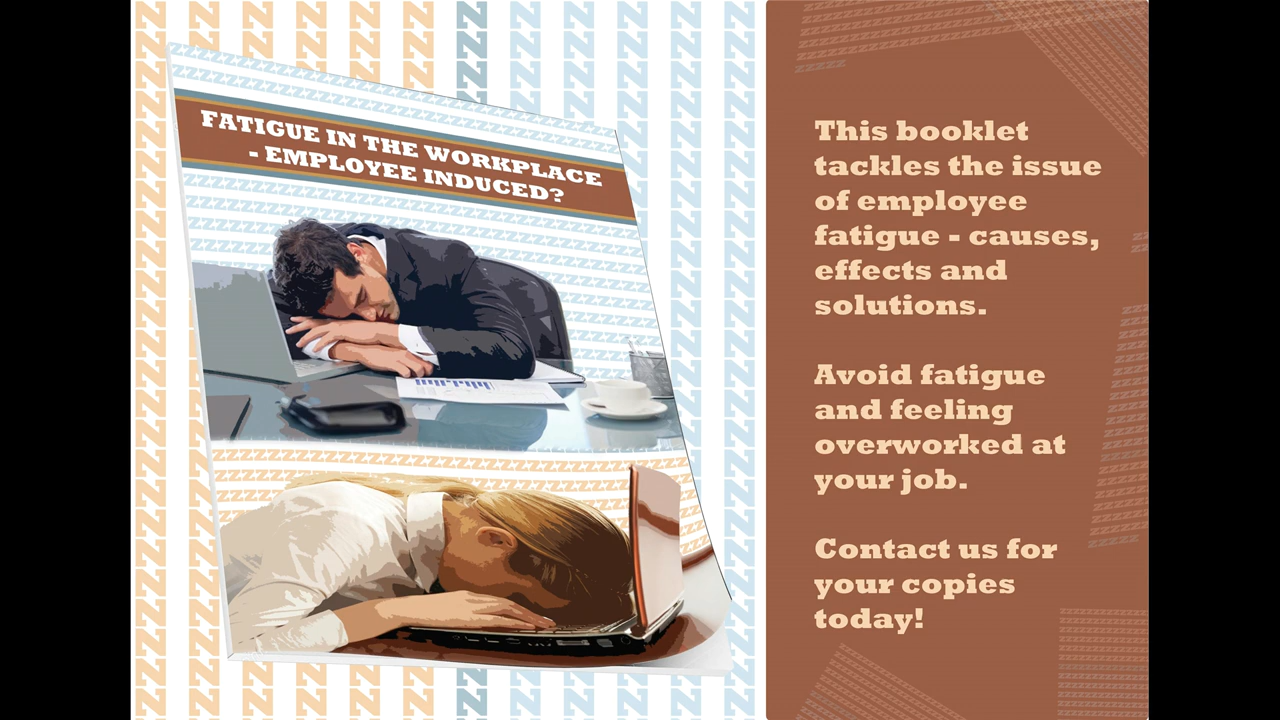 FATIGUE IN THE WORKPLACE
- EMPLOYEE INDUCED?
This booklet
tackles the issue
of employee
fatigue - causes,
effects and
solutions.
Avoid fatigue
and feeling
overworked at
your job.
Contact us for
your copies
today!